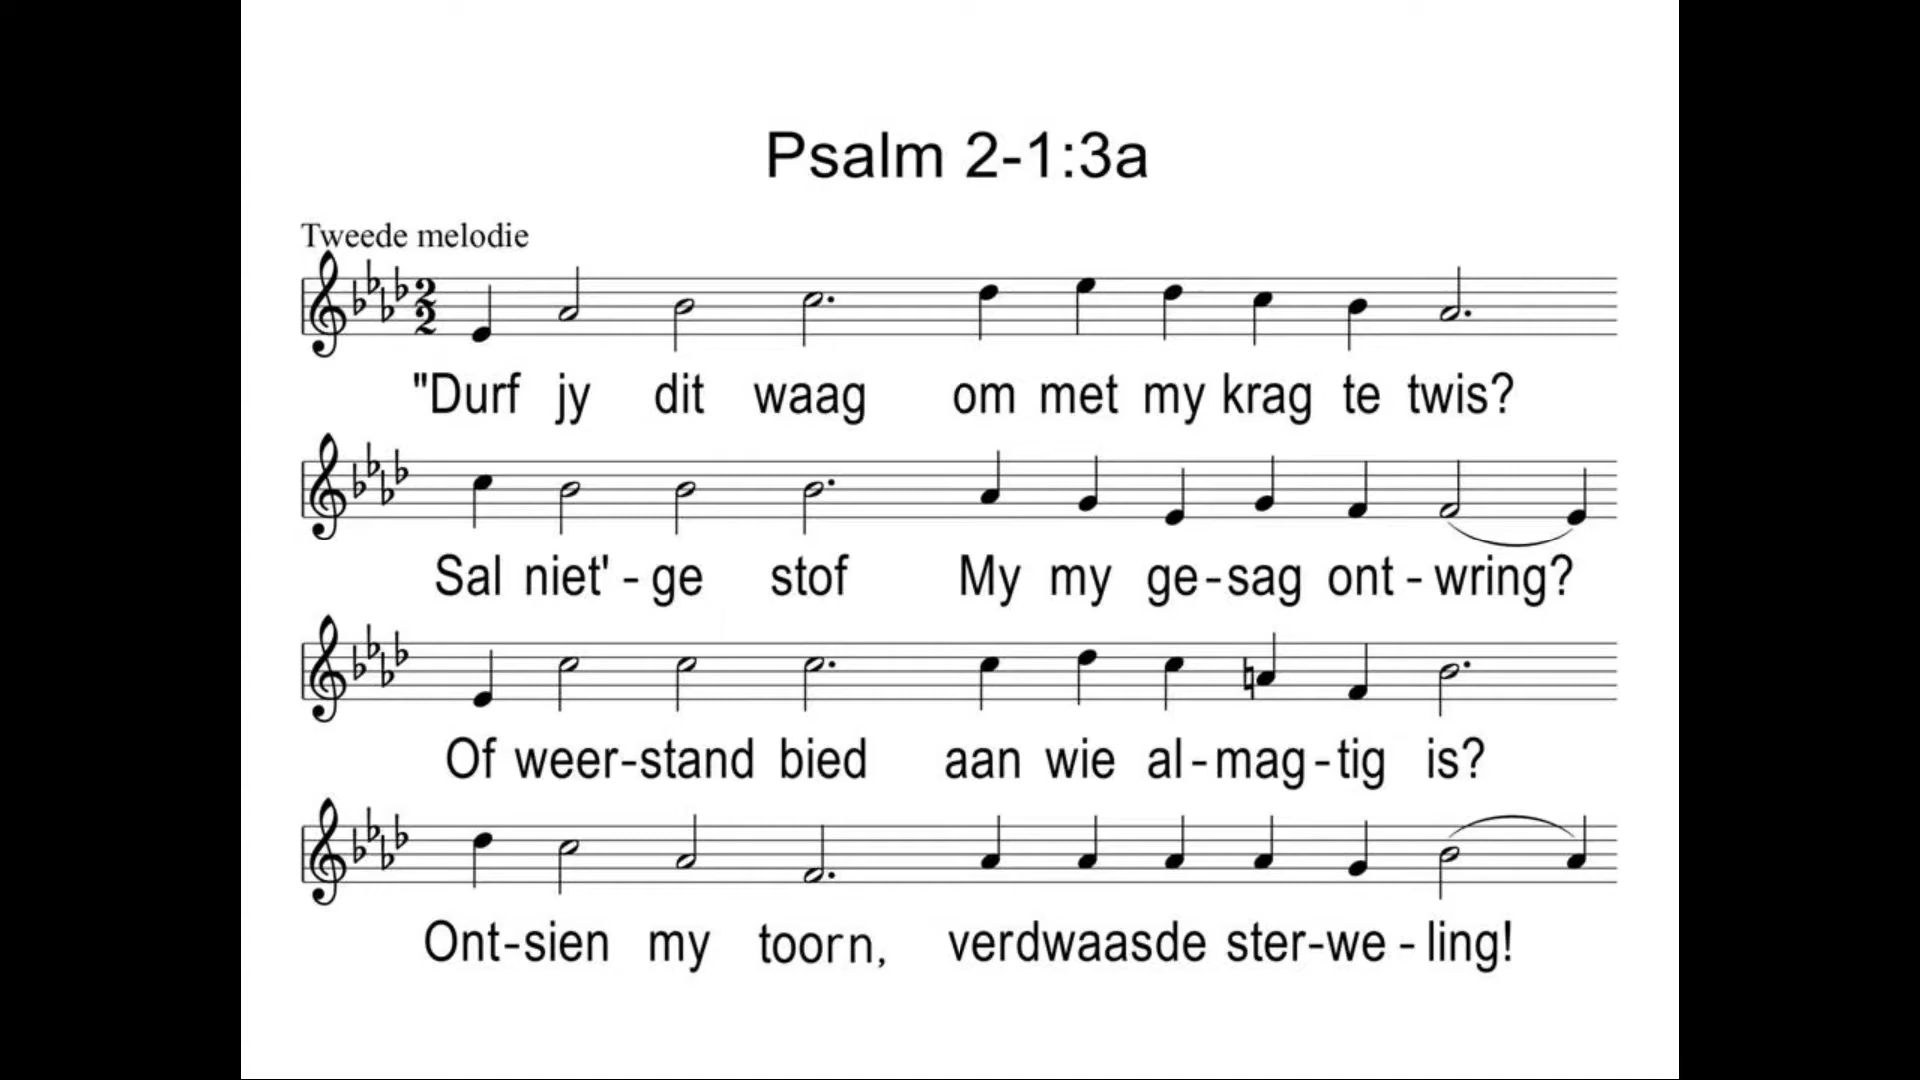 Psalm 2-1:3a
Tweede melodie
"Durf jy dit waag om met my krag te twis?
Sal niet' - ge stof My my ge-sag ont - wring?
Of weer-stand bied aan wie al-mag-tig is?
Ont-sien my toorn, verdwaasde ster-we - ling!